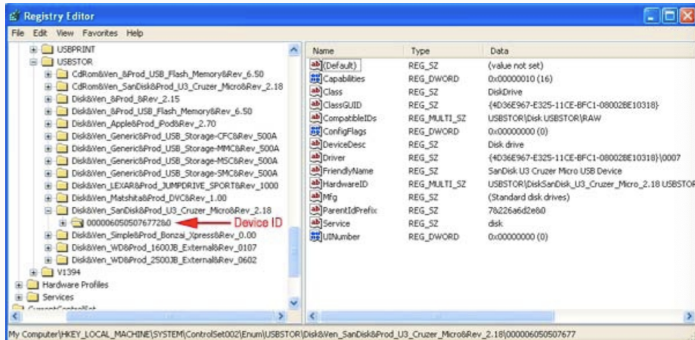 Registry Editor
File Edit View Favorites Help
USBPRINT
USBSTOR
CdRom&Ven_&Prod_USB_Flash_Memory&Rev_6.50
CdRom&Ven_SanDisk&Prod_U3_Cruzer_Micro&Rev_2.18
Disk&Ven_&Prod_&Rev_2.15
Disk&Ven_&Prod_USB_Flash_Memory&Rev_6.50
Disk&Ven_Apple&Prod_iPod&Rev_2.70
Disk&Ven_Generic&Prod_USB_Storage-CFC&Rev_500A
Disk&Ven_Generic&Prod_USB_Storage-MMC&Rev_500A
Disk&Ven_Generic&Prod_USB_Storage-MSC&Rev_500A
Disk&Ven_Generic&Prod_USB_Storage-SMC&Rev_500A
Disk&Ven_LEXAR&Prod_JUMPDRIVE_SPORT&Rev_1000
Disk&Ven_Matshita&Prod_DVC&Rev_1.00
Disk&Ven_SanDisk&Prod_U3_Cruzer_Micro&Rev_2.18
0000060505076772&0 Device ID
Disk&Ven_Simple&Prod_Bonzai_Xpress&Rev_0.00
Disk&Ven_WD&Prod_1600JB_External&Rev_0107
Disk&Ven_WD&Prod_2500JB_External&Rev_0602
V1394
Hardware Profiles
Services
CurrentControlSet
Name Type Data
(Default) REG_SZ (value not set)
Capabilities REG_DWORD 0x00000010 (16)
Class REG_SZ DiskDrive
ClassGUID REG_SZ {4D36E967-E325-11CE-BFC1-08002BE10318}
CompatibleIDs REG_MULTI_SZ USBSTOR\Disk USBSTOR\RAW
ConfigFlags REG_DWORD 0x00000000 (0)
DeviceDesc REG_SZ Disk drive
Driver REG_SZ {4D36E967-E325-11CE-BFC1-08002BE10318}\0007
FriendlyName REG_SZ SanDisk U3 Cruzer Micro USB Device
HardwareID REG_MULTI_SZ USBSTOR\DiskSanDisk_U3_Cruzer_Micro_2.18 USBSTOR
Mfg REG_SZ (Standard disk drives)
ParentIdPrefix REG_SZ 7&226a6d2e&0
Service REG_SZ disk
UINumber REG_DWORD 0x00000000 (0)
My Computer\HKEY_LOCAL_MACHINE\SYSTEM\ControlSet002\Enum\USBSTOR\Disk&Ven_SanDisk&Prod_U3_Cruzer_Micro&Rev_2.18\000006050507677